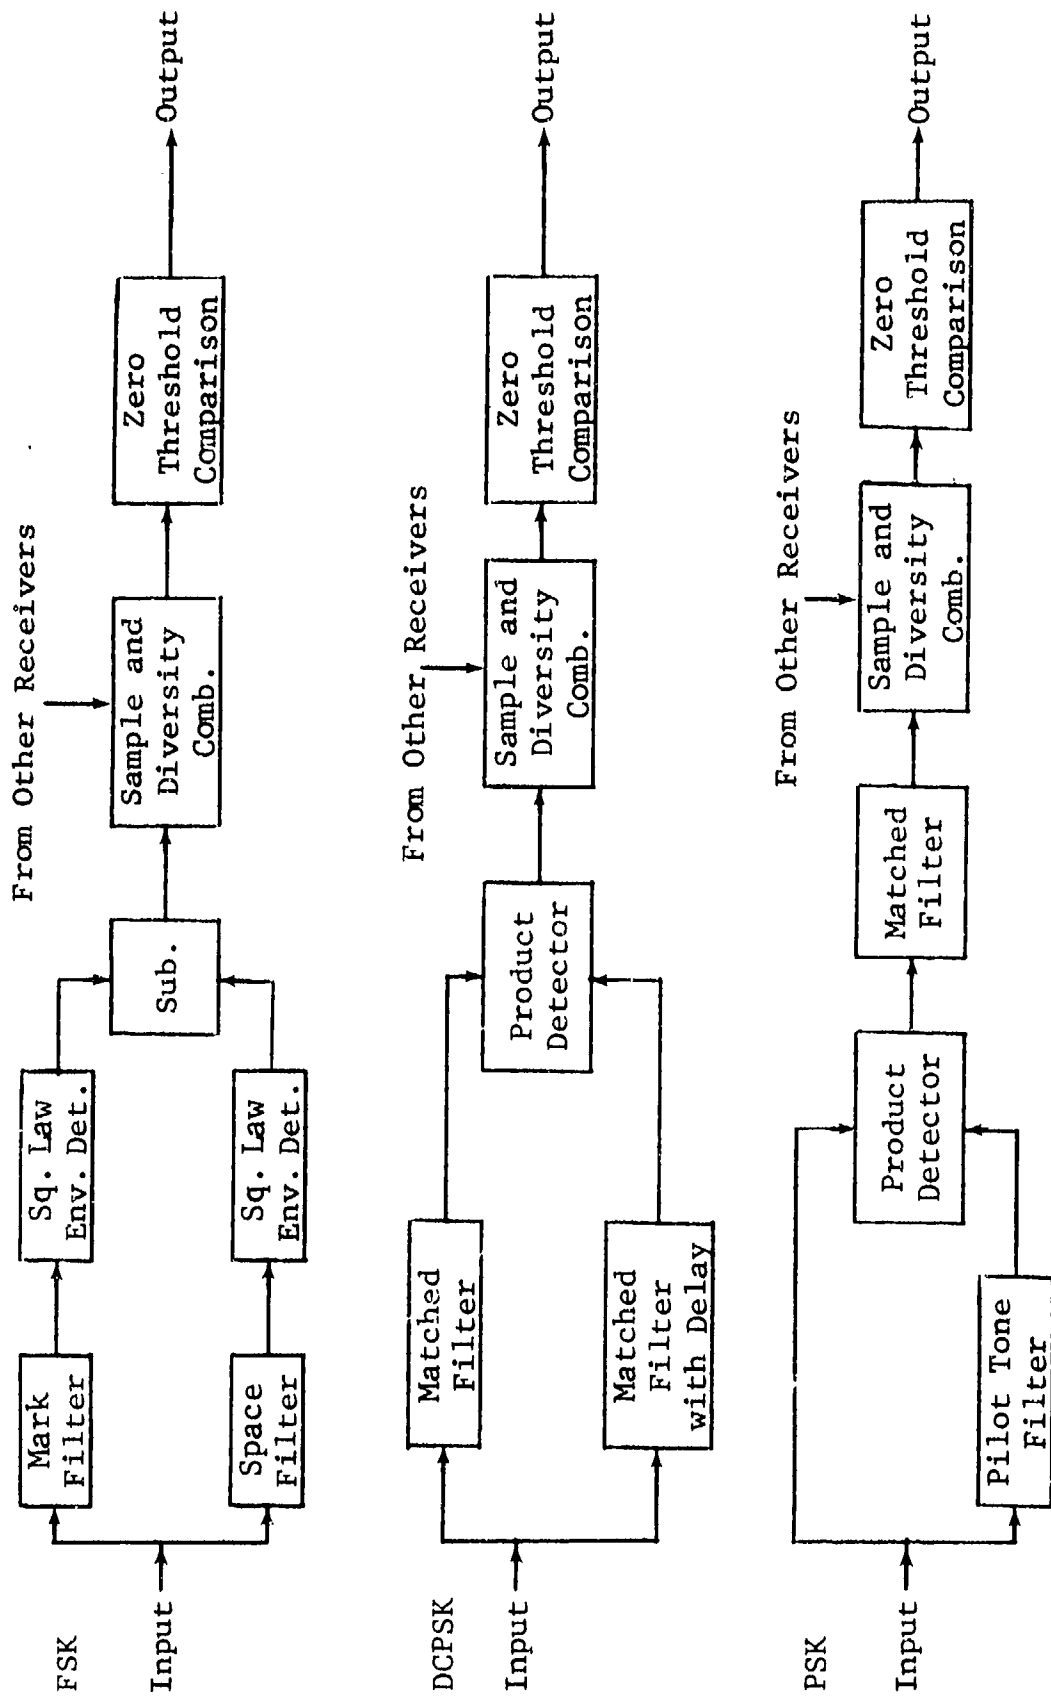 FSK
Input
Mark
Filter
Space
Filter
Sq. Law
Env. Det.
Sq. Law
Env. Det.
Sub.
From Other Receivers
Sample and
Diversity
Comb.
Zero
Threshold
Comparison
Output
DCPSK
Input
Matched
Filter
Matched
Filter
with Delay
Product
Detector
From Other Receivers
Sample and
Diversity
Comb.
Zero
Threshold
Comparison
Output
PSK
Input
Pilot Tone
Filter
Product
Detector
Matched
Filter
From Other Receivers
Sample and
Diversity
Comb.
Zero
Threshold
Comparison
Output